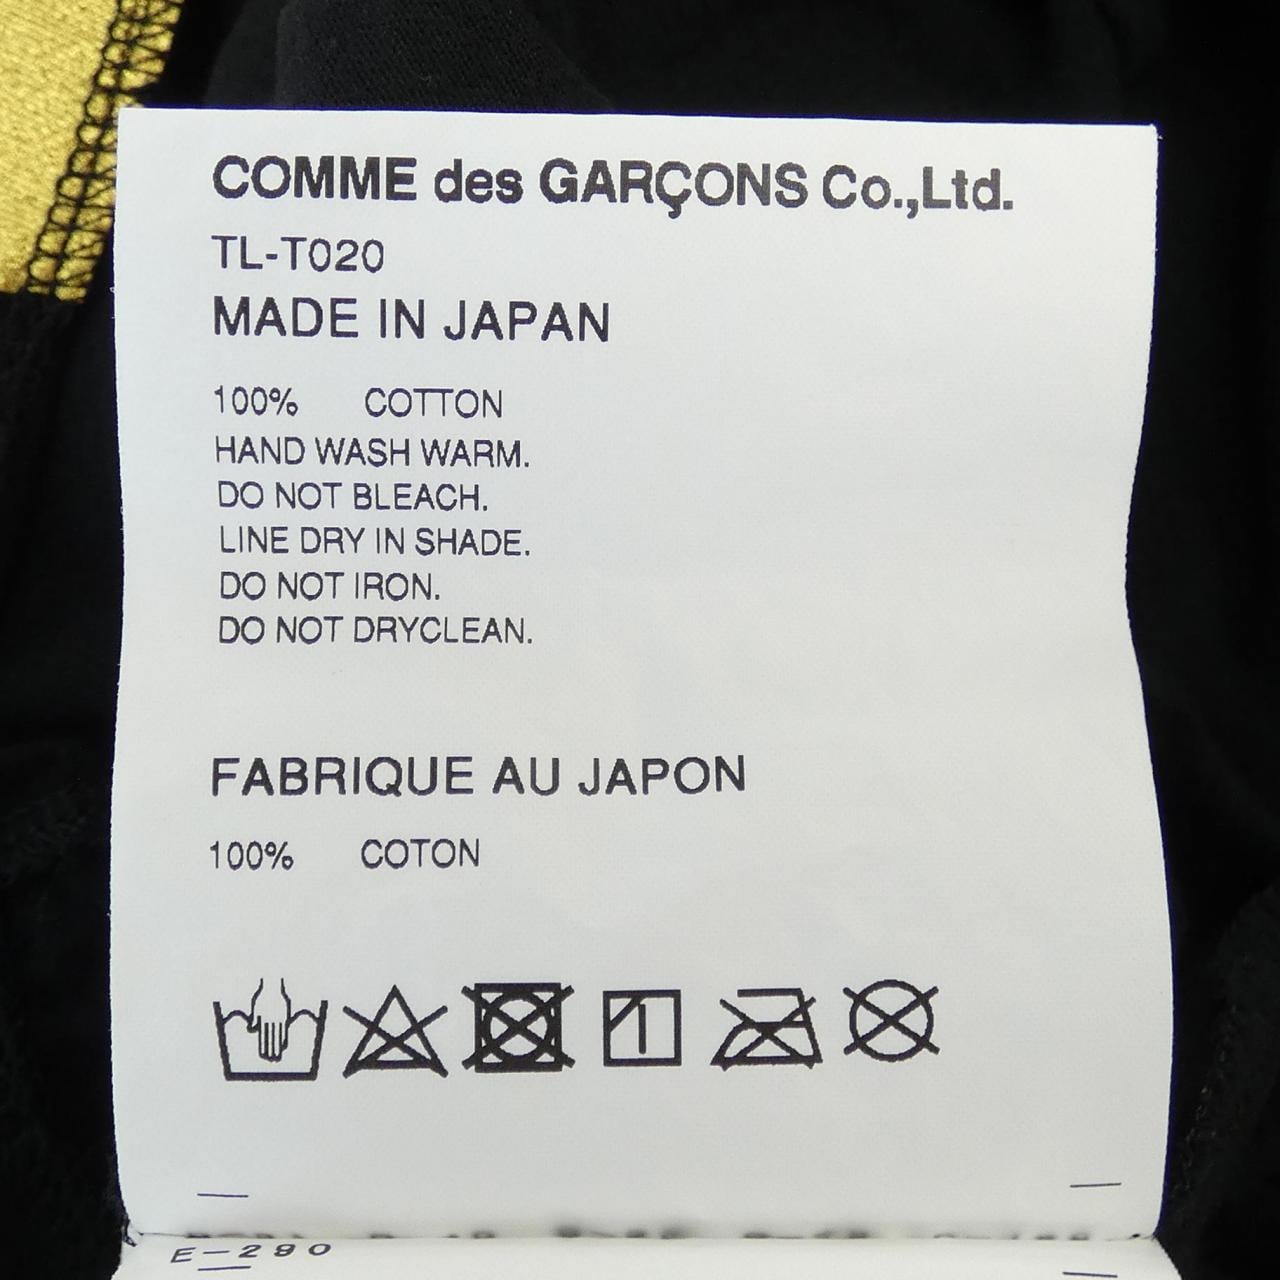 COMME des GARÇONS Co.,Ltd.
TL-T020
MADE IN JAPAN
100% COTTON
HAND WASH WARM.
DO NOT BLEACH.
LINE DRY IN SHADE.
DO NOT IRON.
DO NOT DRYCLEAN.
FABRIQUE AU JAPON
100% COTON
E-290